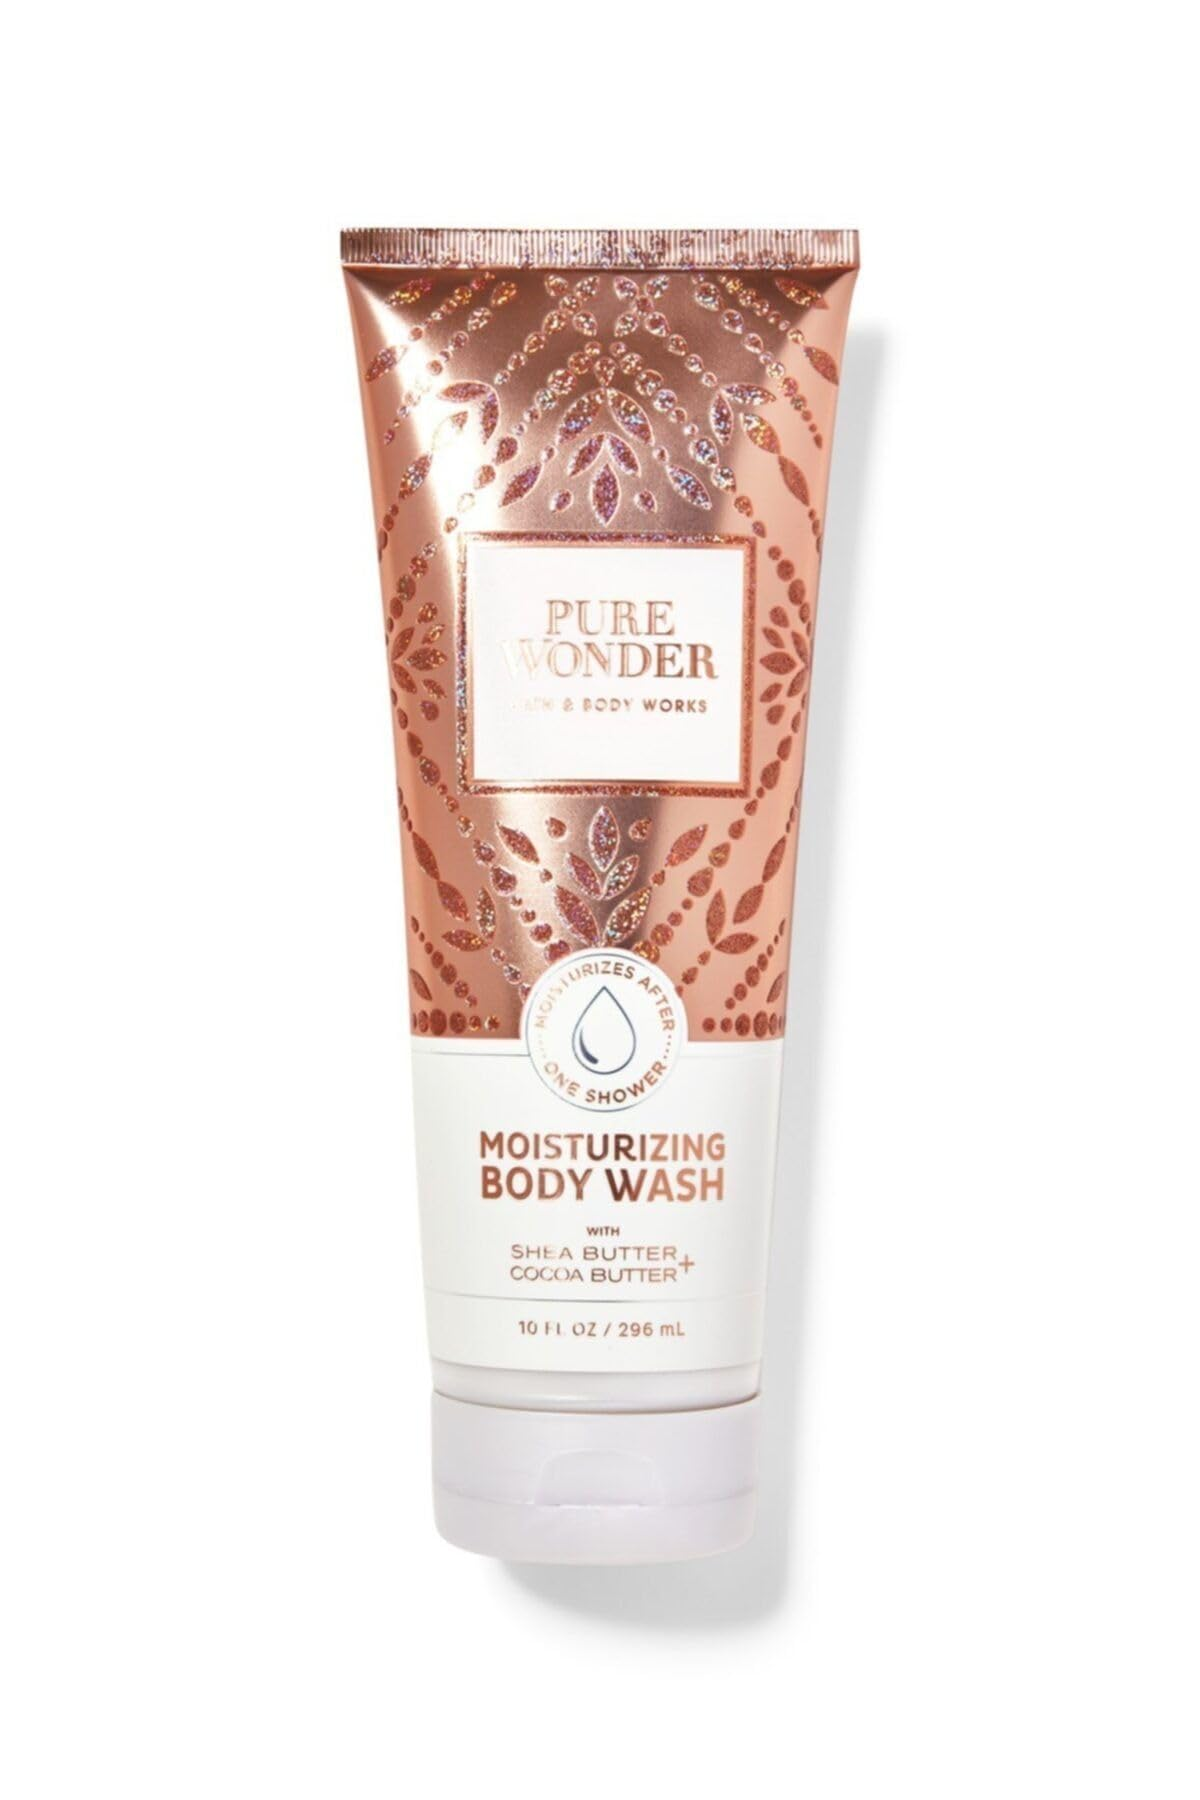 PURE
WONDER
BATH & BODY WORKS
MOISTURIZES AFTER
ONE SHOWER
MOISTURIZING
BODY WASH
WITH
SHEA BUTTER +
COCOA BUTTER
10 FL OZ / 296 mL